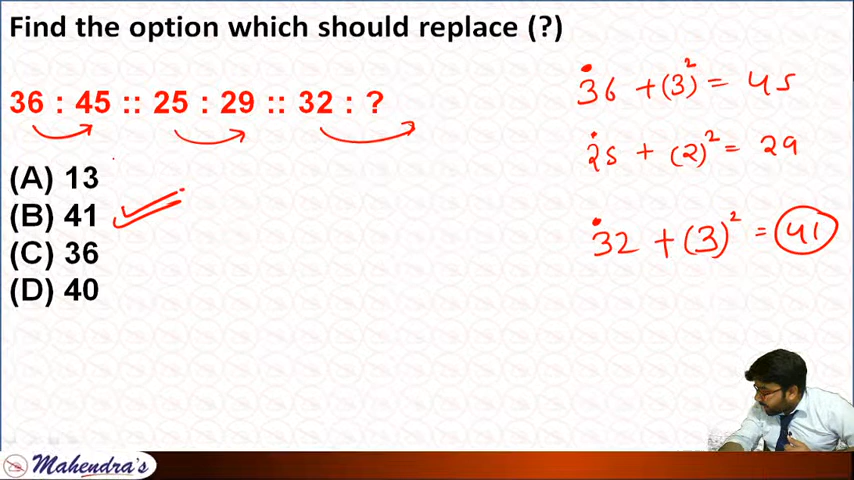 Find the option which should replace (?)
36 : 45 :: 25 : 29 :: 32 : ?
(A) 13
(B) 41
(C) 36
(D) 40
36 + (3)² = 45
25 + (2)² = 29
32 + (3)² = 41
Mahendra's